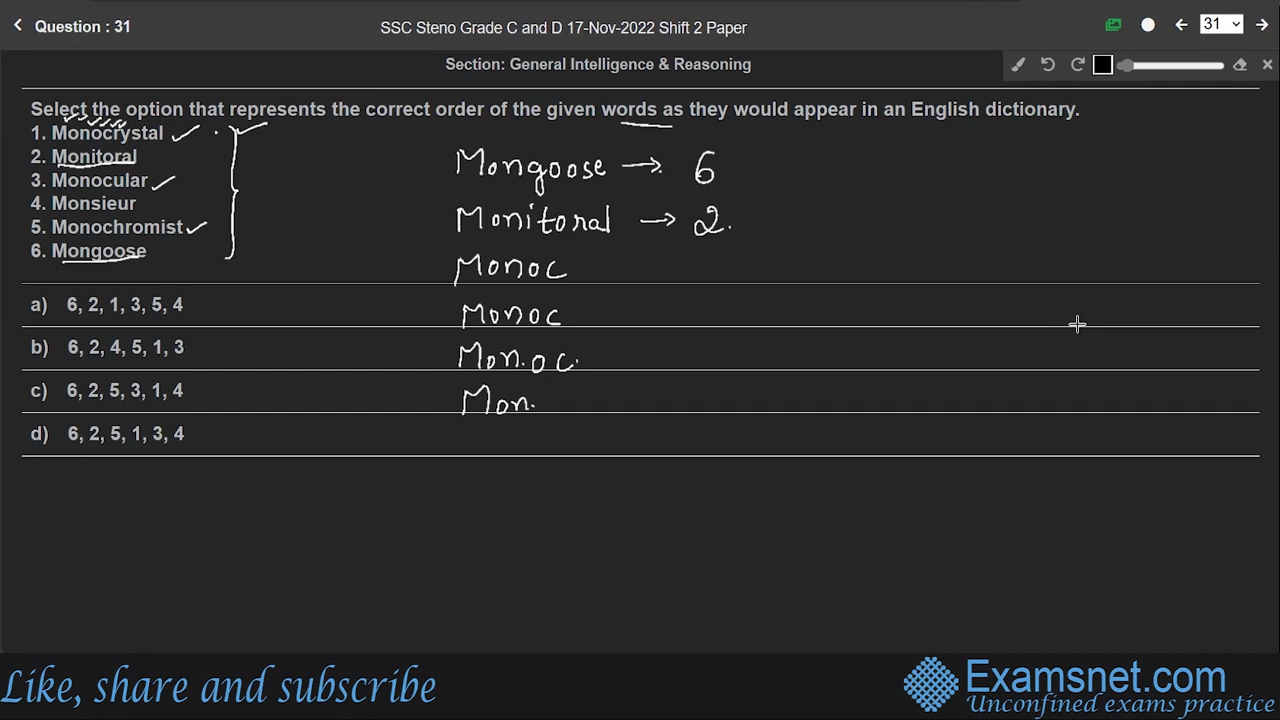 Question : 31
SSC Steno Grade C and D 17-Nov-2022 Shift 2 Paper
31
Section: General Intelligence & Reasoning
Select the option that represents the correct order of the given words as they would appear in an English dictionary.
1. Monocrystal
2. Monitoral
3. Monocular
4. Monsieur
5. Monochromist
6. Mongoose
Mongoose → 6
Monitoral → 2.
Monoc
Monoc
Monoc
Mon
a) 6, 2, 1, 3, 5, 4
b) 6, 2, 4, 5, 1, 3
c) 6, 2, 5, 3, 1, 4
d) 6, 2, 5, 1, 3, 4
Like, share and subscribe
Examsnet.com
Unconfined exams practice